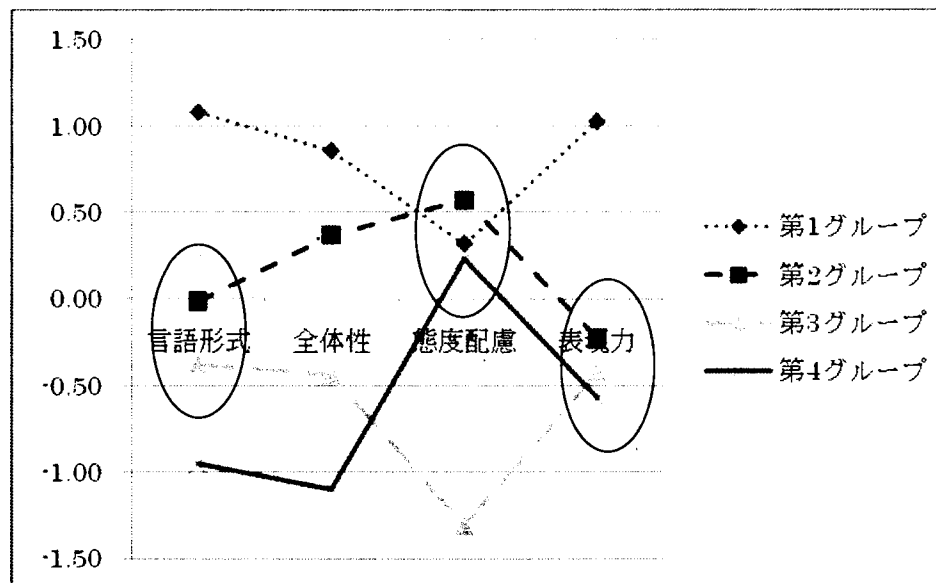 1.50
1.00
0.50
0.00
言語形式 全体性 態度配慮 表現力
-0.50
-1.00
-1.50
第1グループ
第2グループ
第3グループ
第4グループ